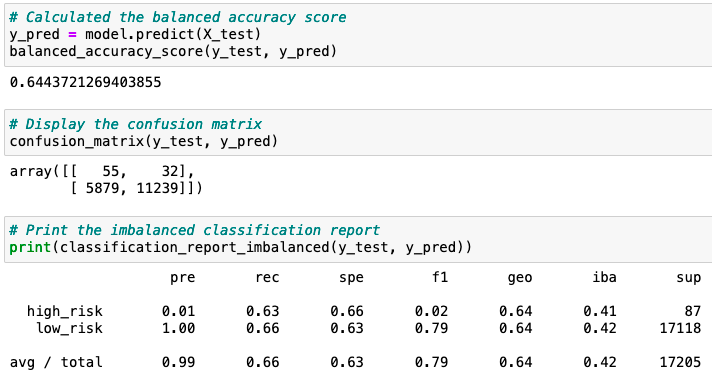 # Calculated the balanced accuracy score
y_pred = model.predict(X_test)
balanced_accuracy_score(y_test, y_pred)
0.6443721269403855
# Display the confusion matrix
confusion_matrix(y_test, y_pred)
array([[   55,    32],
       [ 5879, 11239]])
# Print the imbalanced classification report
print(classification_report_imbalanced(y_test, y_pred))
                   pre       rec       spe        f1       geo       iba       sup
  high_risk       0.01      0.63      0.66      0.02      0.64      0.41        87
   low_risk       1.00      0.66      0.63      0.79      0.64      0.42     17118
avg / total       0.99      0.66      0.63      0.79      0.64      0.42     17205